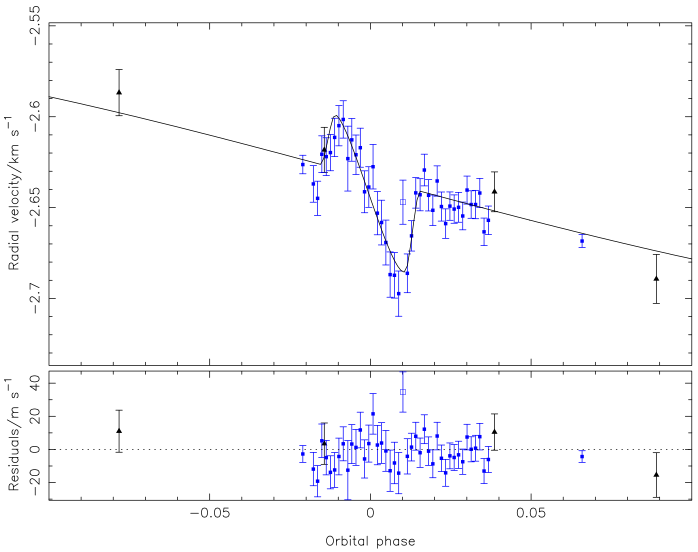 −2.55
−2.6
−2.65
−2.7
Radial velocity/km s⁻¹
40
20
0
−20
Residuals/m s⁻¹
−0.05 0 0.05
Orbital phase